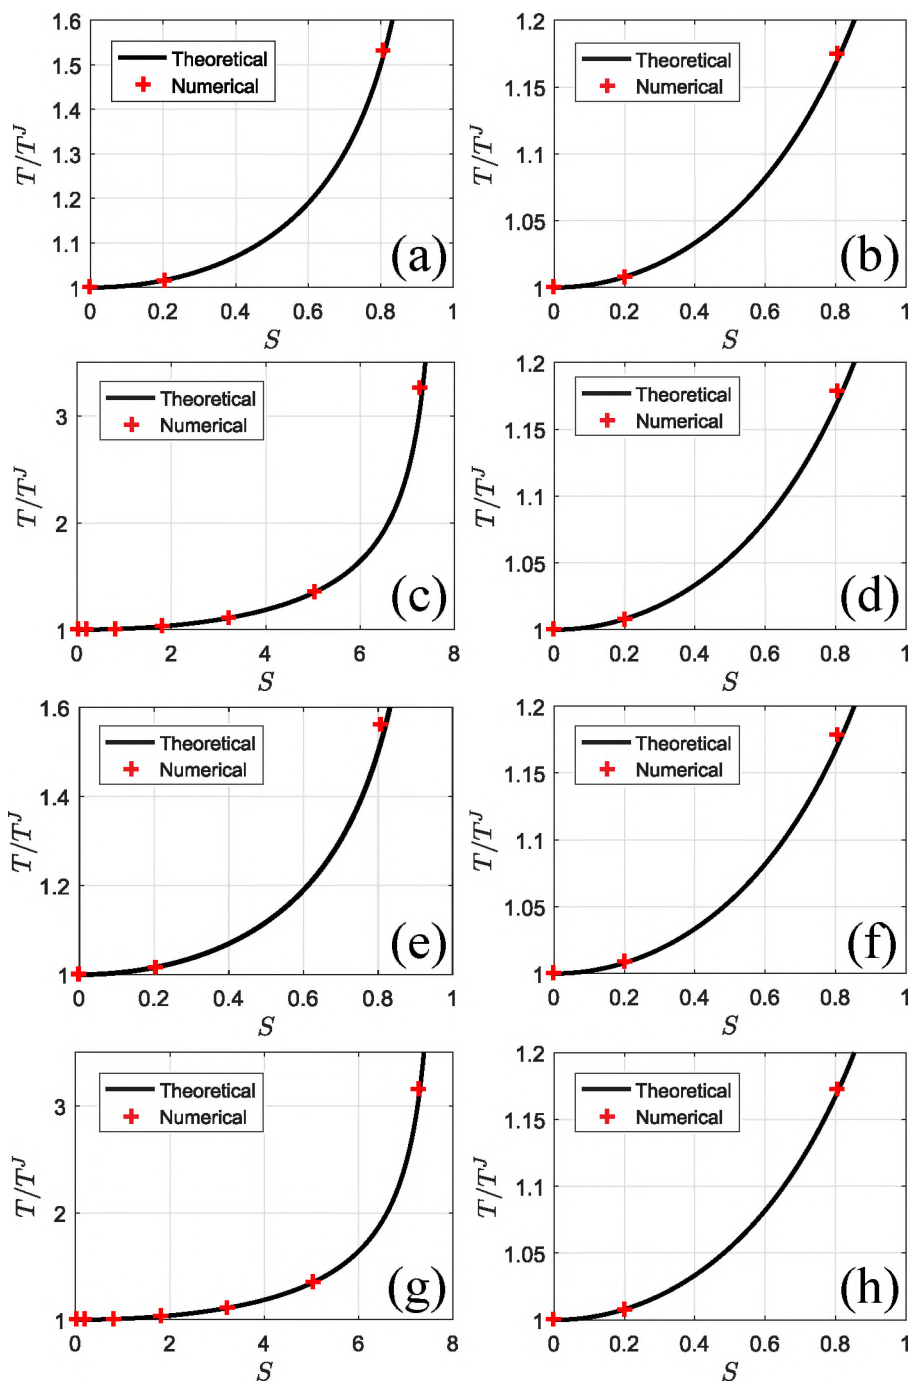 1.6
1.5
1.4
1.3
1.2
1.1
1
T/T^J
Theoretical
Numerical
(a)
0 0.2 0.4 0.6 0.8 1
S
1.2
1.15
1.1
1.05
1
T/T^J
Theoretical
Numerical
(b)
0 0.2 0.4 0.6 0.8 1
S
3
2
1
T/T^J
Theoretical
Numerical
(c)
0 2 4 6 8
S
1.2
1.15
1.1
1.05
1
T/T^J
Theoretical
Numerical
(d)
0 0.2 0.4 0.6 0.8 1
S
1.6
1.4
1.2
1
T/T^J
Theoretical
Numerical
(e)
0 0.2 0.4 0.6 0.8 1
S
1.2
1.15
1.1
1.05
1
T/T^J
Theoretical
Numerical
(f)
0 0.2 0.4 0.6 0.8 1
S
3
2
1
T/T^J
Theoretical
Numerical
(g)
0 2 4 6 8
S
1.2
1.15
1.1
1.05
1
T/T^J
Theoretical
Numerical
(h)
0 0.2 0.4 0.6 0.8 1
S